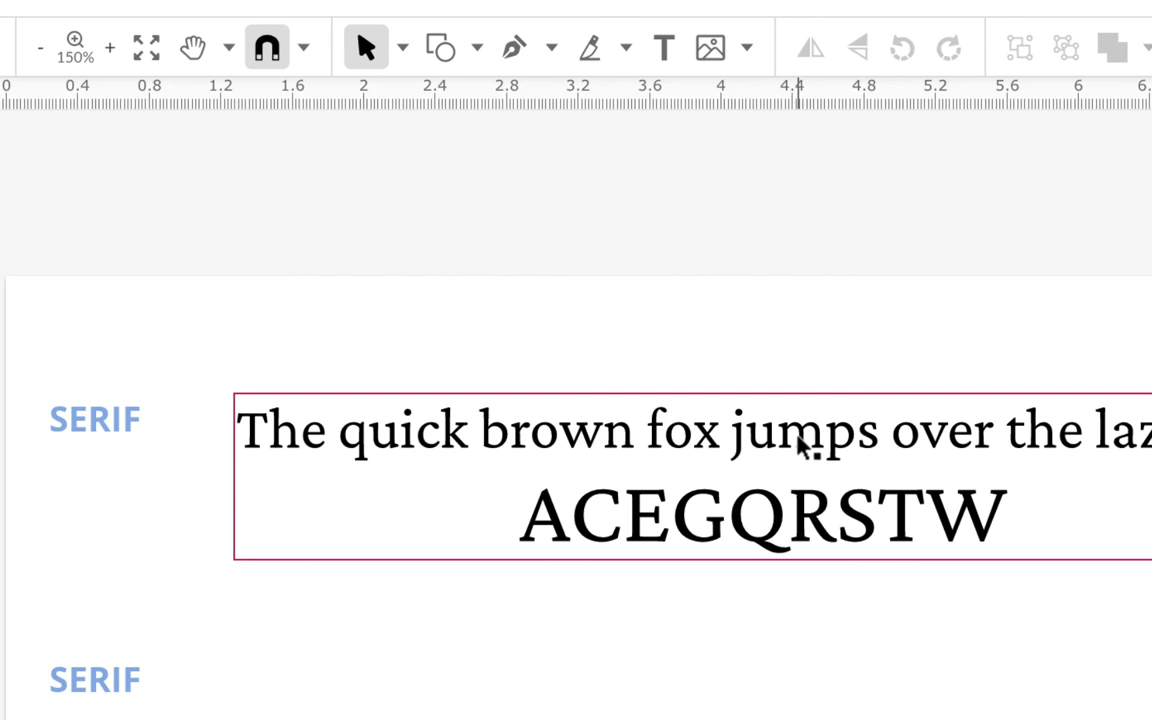 - 150% + T
0 0.4 0.8 1.2 1.6 2 2.4 2.8 3.2 3.6 4 4.4 4.8 5.2 5.6 6 6.
SERIF
The quick brown fox jumps over the laz
ACEGQRSTW
SERIF